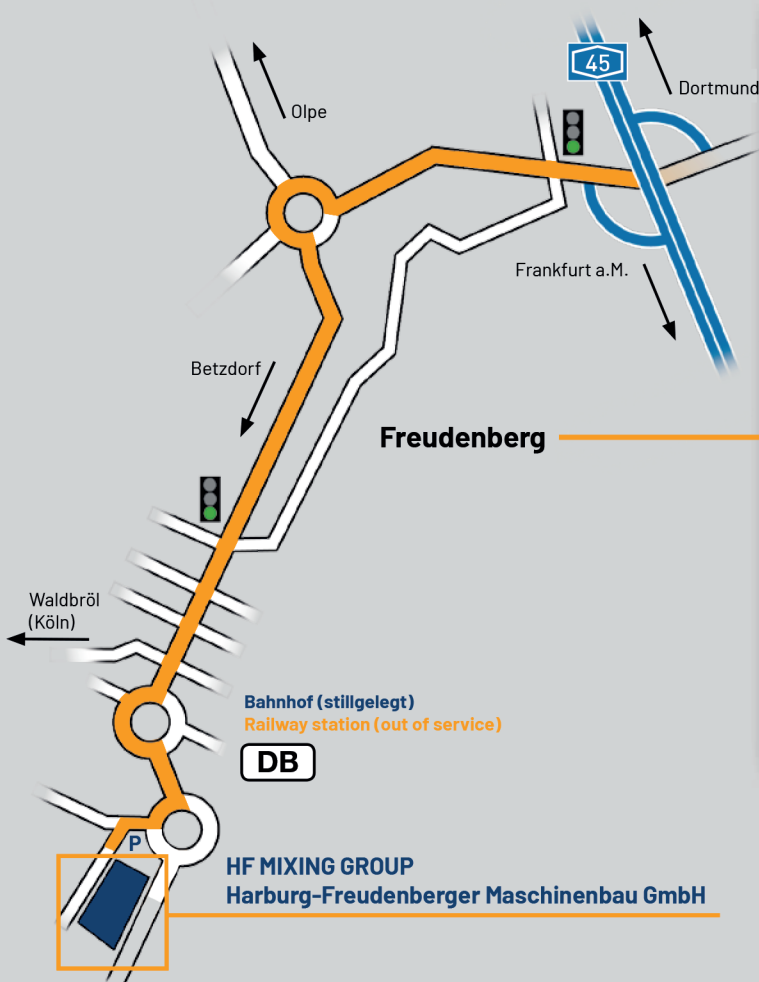 45
Dortmund
Olpe
Frankfurt a.M.
Betzdorf
Freudenberg
Waldbröl
(Köln)
Bahnhof (stillgelegt)
Railway station (out of service)
DB
P
HF MIXING GROUP
Harburg-Freudenberger Maschinenbau GmbH